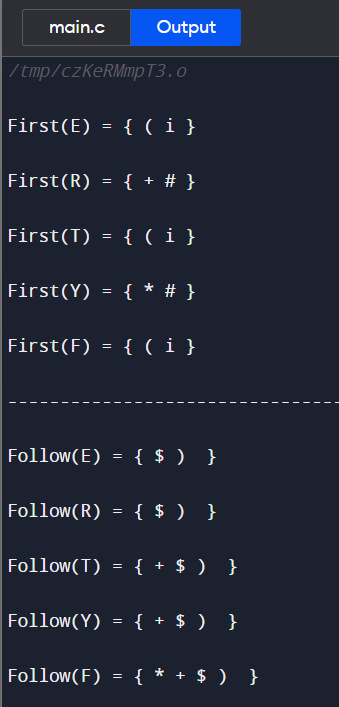 main.c Output
/tmp/czKeRMmpT3.o
First(E) = { ( i }
First(R) = { + # }
First(T) = { ( i }
First(Y) = { * # }
First(F) = { ( i }
--------------------------------
Follow(E) = { $ )  }
Follow(R) = { $ )  }
Follow(T) = { + $ )  }
Follow(Y) = { + $ )  }
Follow(F) = { * + $ )  }